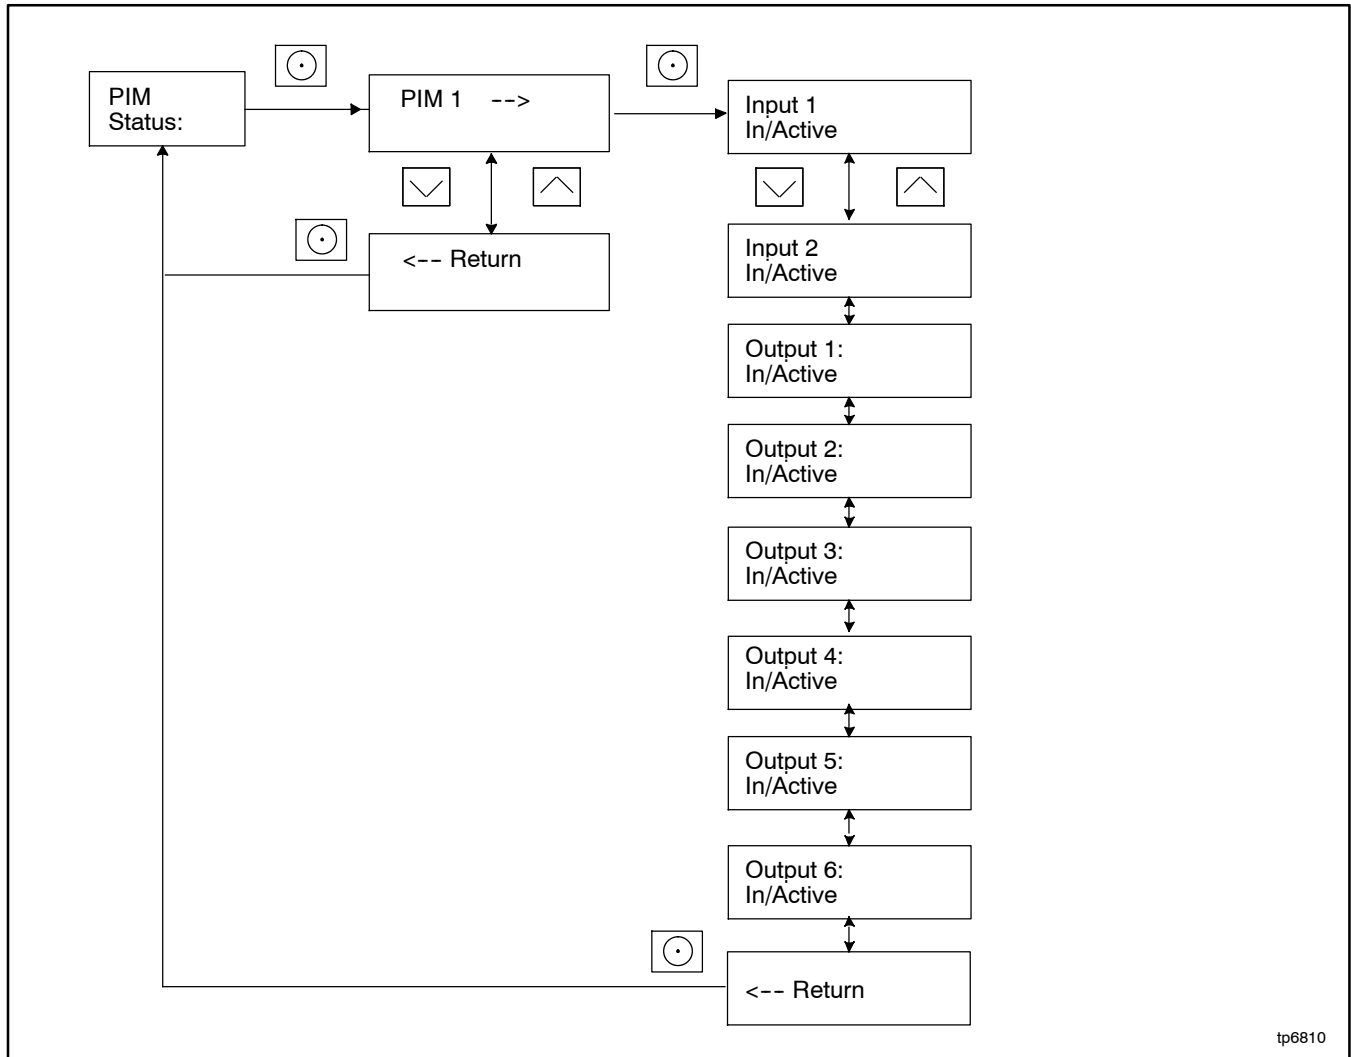 PIM
Status:
PIM 1 -->
Input 1
In/Active
<-- Return
Input 2
In/Active
Output 1:
In/Active
Output 2:
In/Active
Output 3:
In/Active
Output 4:
In/Active
Output 5:
In/Active
Output 6:
In/Active
<-- Return
tp6810